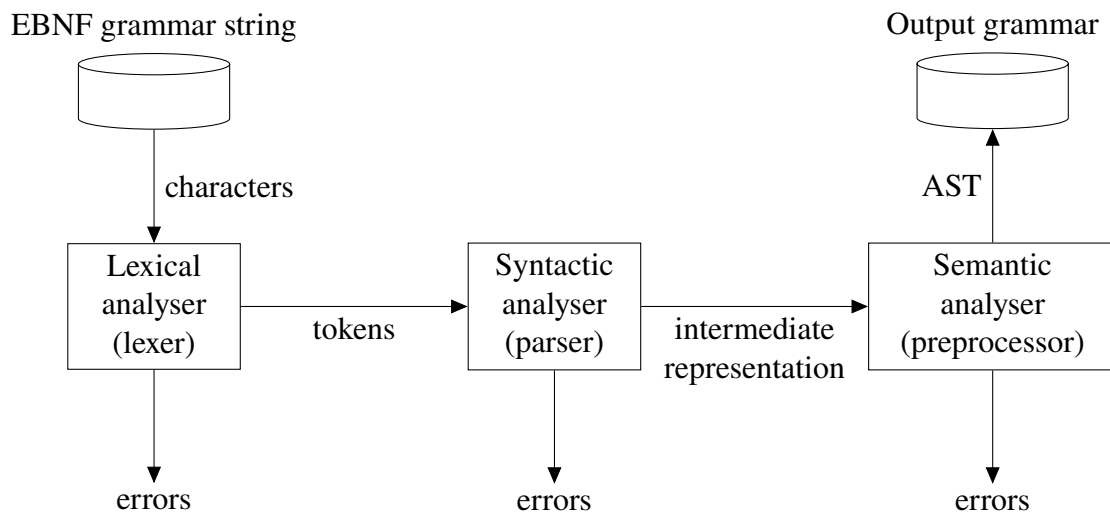 EBNF grammar string
Output grammar
characters
AST
Lexical
analyser
(lexer)
tokens
Syntactic
analyser
(parser)
intermediate
representation
Semantic
analyser
(preprocessor)
errors
errors
errors